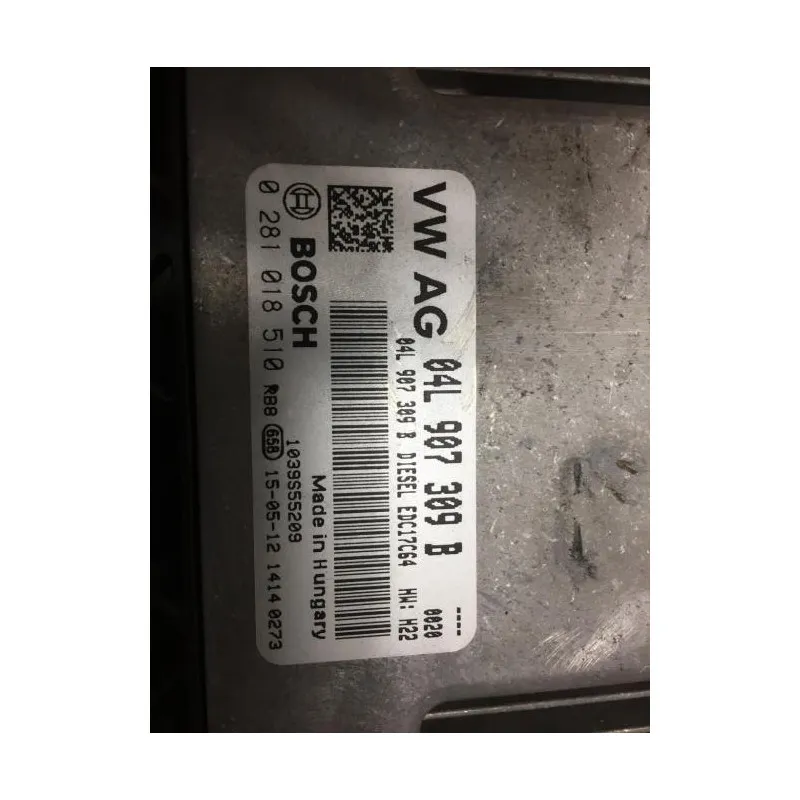 VW AG 04L 907 309 B ----
04L 907 309 B DIESEL EDC17C64 0020
HW: H22
BOSCH
Made in Hungary
1039S55209
0 281 018 510 RB8 658 15-05-12 1414 0273